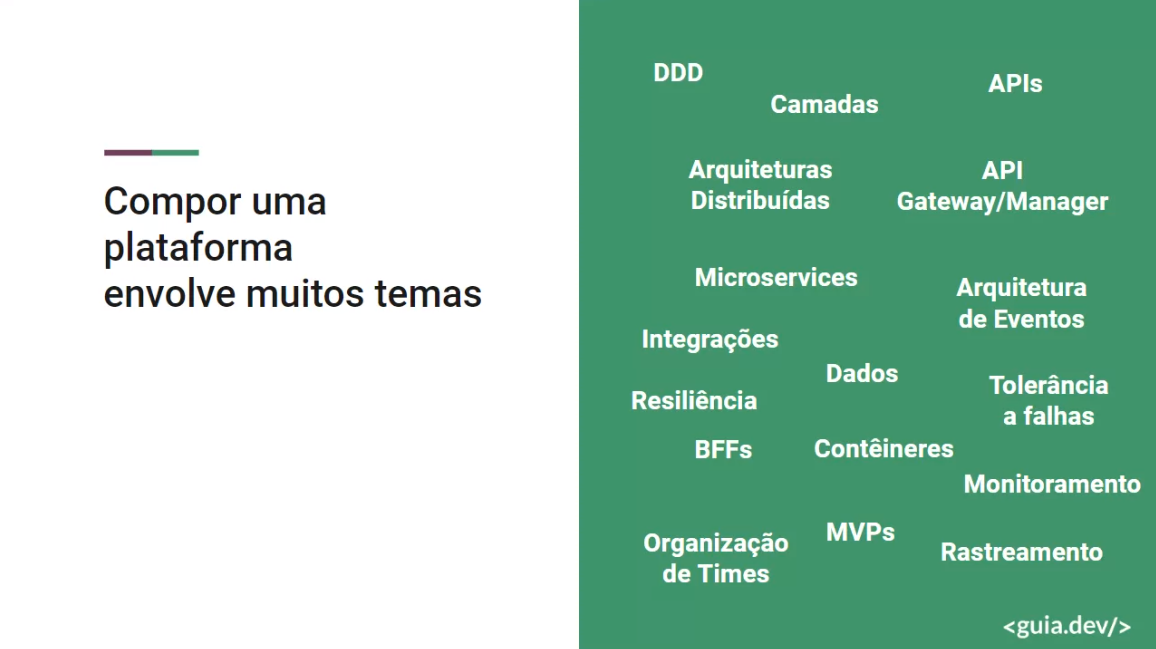 Compor uma
plataforma
envolve muitos temas
DDD
Camadas
APIs
Arquiteturas
Distribuídas
API
Gateway/Manager
Microservices
Arquitetura
de Eventos
Integrações
Dados
Resiliência
Tolerância
a falhas
BFFs
Contêineres
Monitoramento
Organização
de Times
MVPs
Rastreamento
<guia.dev/>